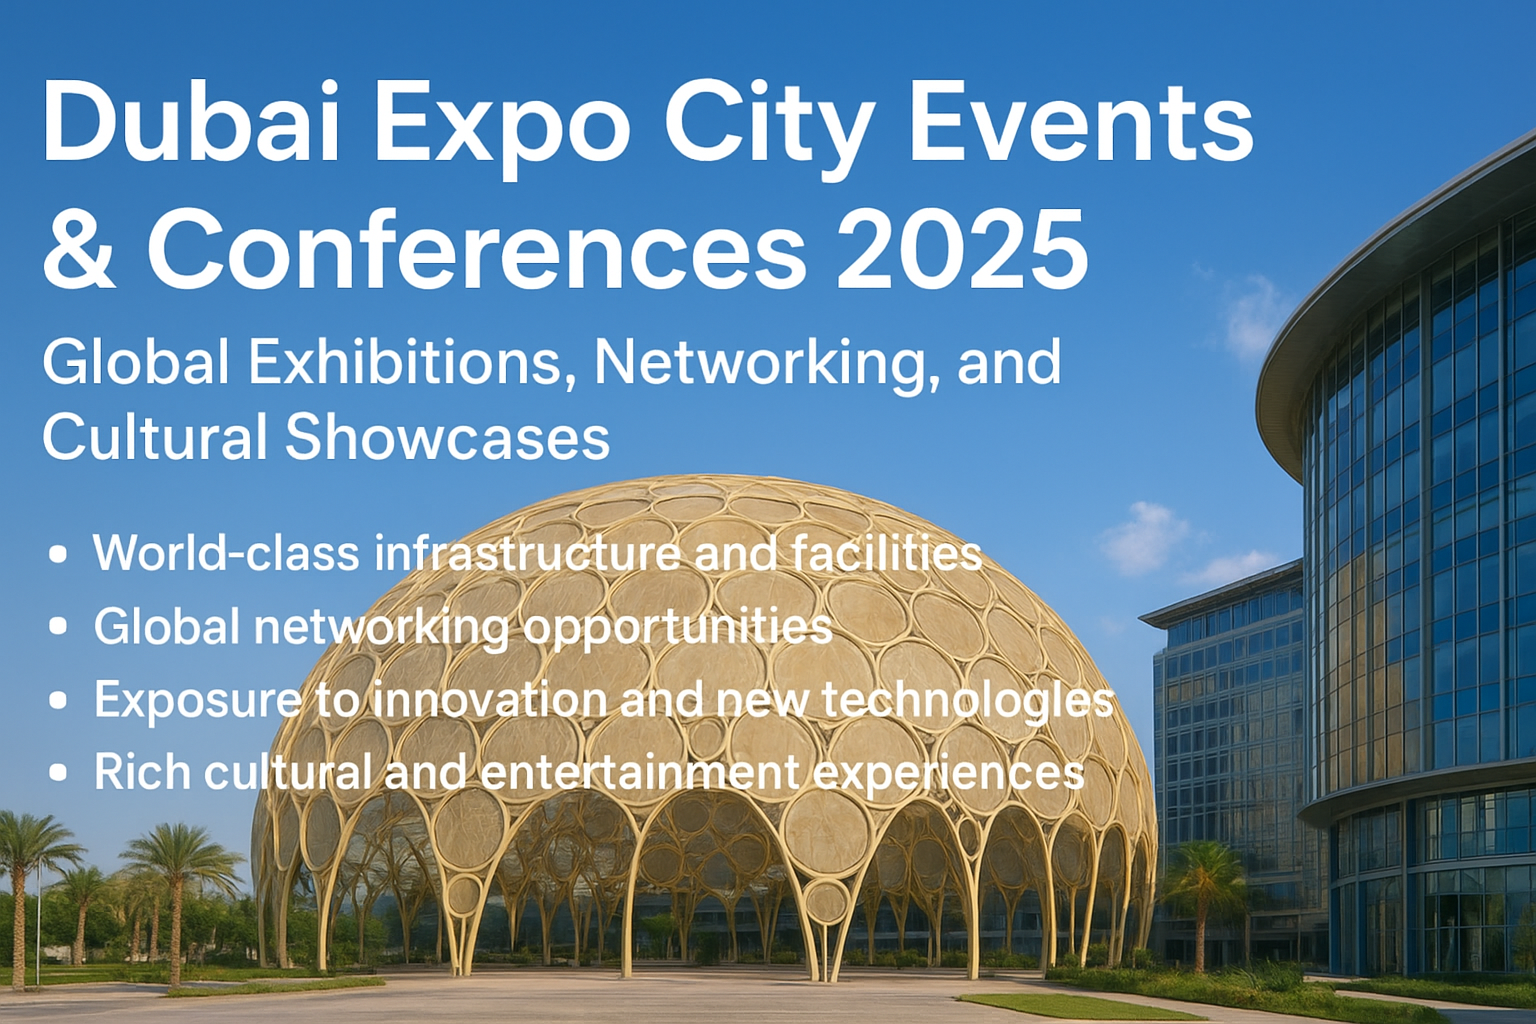 Dubai Expo City Events
& Conferences 2025
Global Exhibitions, Networking, and
Cultural Showcases
• World-class infrastructure and facilities
• Global networking opportunities
• Exposure to innovation and new technologles
• Rich cultural and entertainment experiences